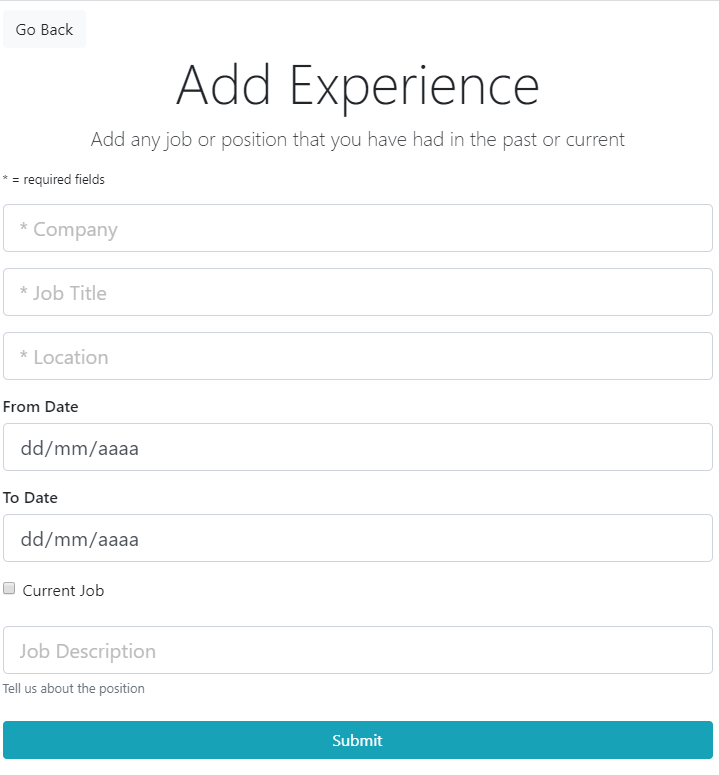 Go Back
Add Experience
Add any job or position that you have had in the past or current
* = required fields
* Company
* Job Title
* Location
From Date
dd/mm/aaaa
To Date
dd/mm/aaaa
Current Job
Job Description
Tell us about the position
Submit